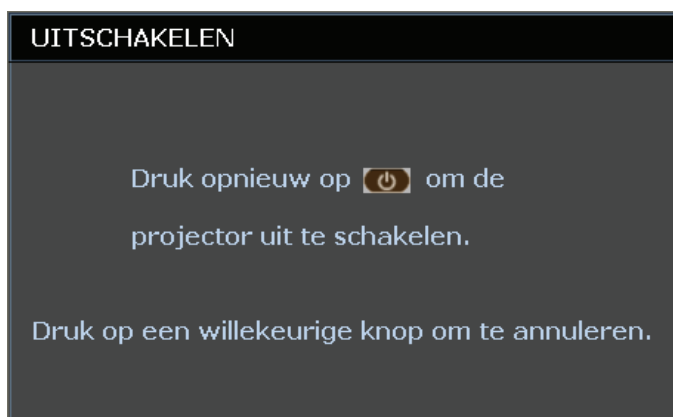 UITSCHAKELEN
Druk opnieuw op om de
projector uit te schakelen.
Druk op een willekeurige knop om te annuleren.